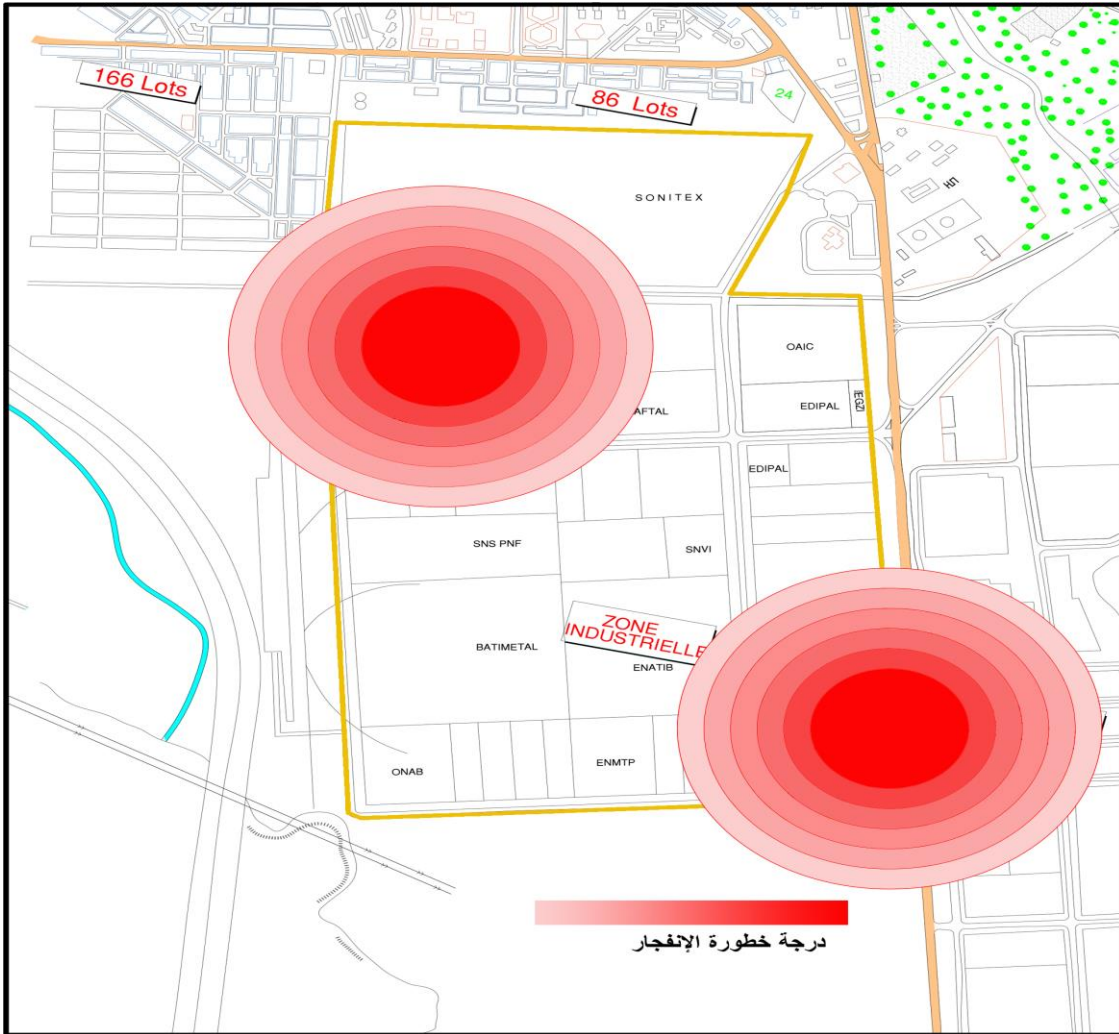 166 Lots
86 Lots
24
SONITEX
HSU
OAIC
AFTAL
EDIPAL
EDIPAL
SNS PNF
SNVI
ZONE
INDUSTRIELLE
BATIMETAL
ENATIB
ONAB
ENMTP
درجة خطورة الإنفجار